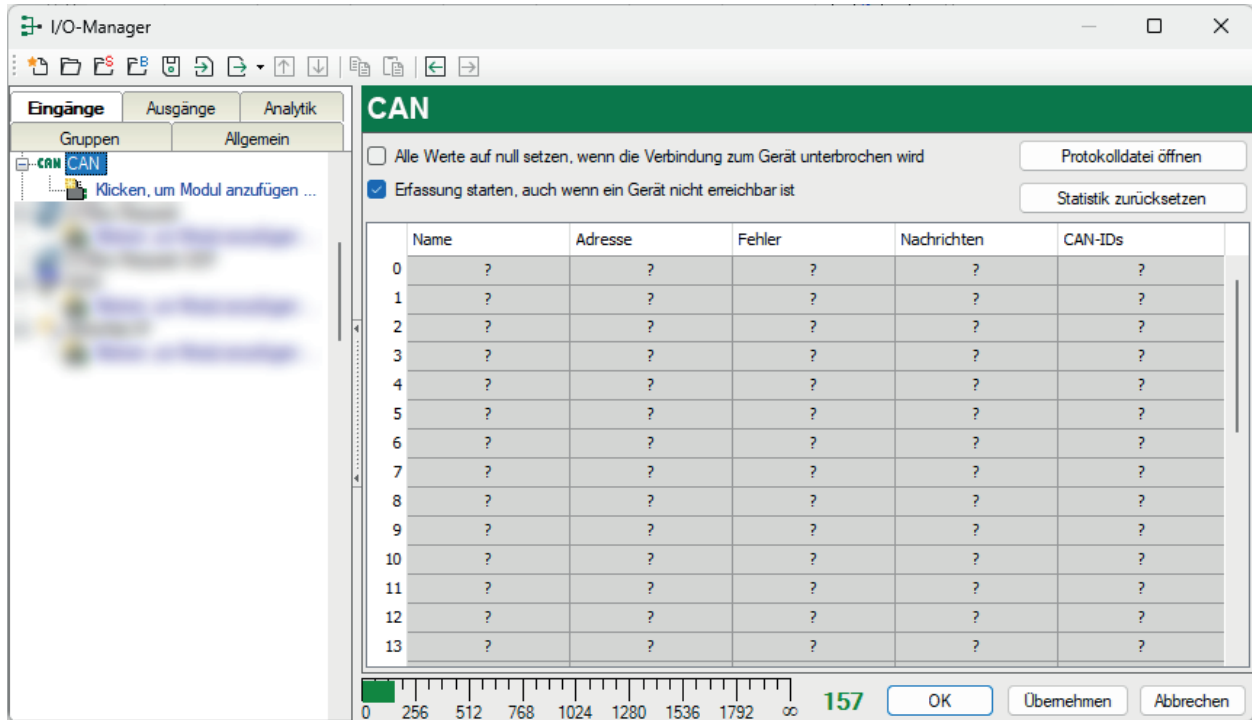 I/O-Manager
Eingänge Ausgänge Analytik
Gruppen Allgemein
CAN CAN
Klicken, um Modul anzufügen ...
CAN
Alle Werte auf null setzen, wenn die Verbindung zum Gerät unterbrochen wird
Protokolldatei öffnen
Erfassung starten, auch wenn ein Gerät nicht erreichbar ist
Statistik zurücksetzen
Name Adresse Fehler Nachrichten CAN-IDs
0 ? ? ? ? ?
1 ? ? ? ? ?
2 ? ? ? ? ?
3 ? ? ? ? ?
4 ? ? ? ? ?
5 ? ? ? ? ?
6 ? ? ? ? ?
7 ? ? ? ? ?
8 ? ? ? ? ?
9 ? ? ? ? ?
10 ? ? ? ? ?
11 ? ? ? ? ?
12 ? ? ? ? ?
13 ? ? ? ? ?
0 256 512 768 1024 1280 1536 1792 ∞
157 OK Übernehmen Abbrechen